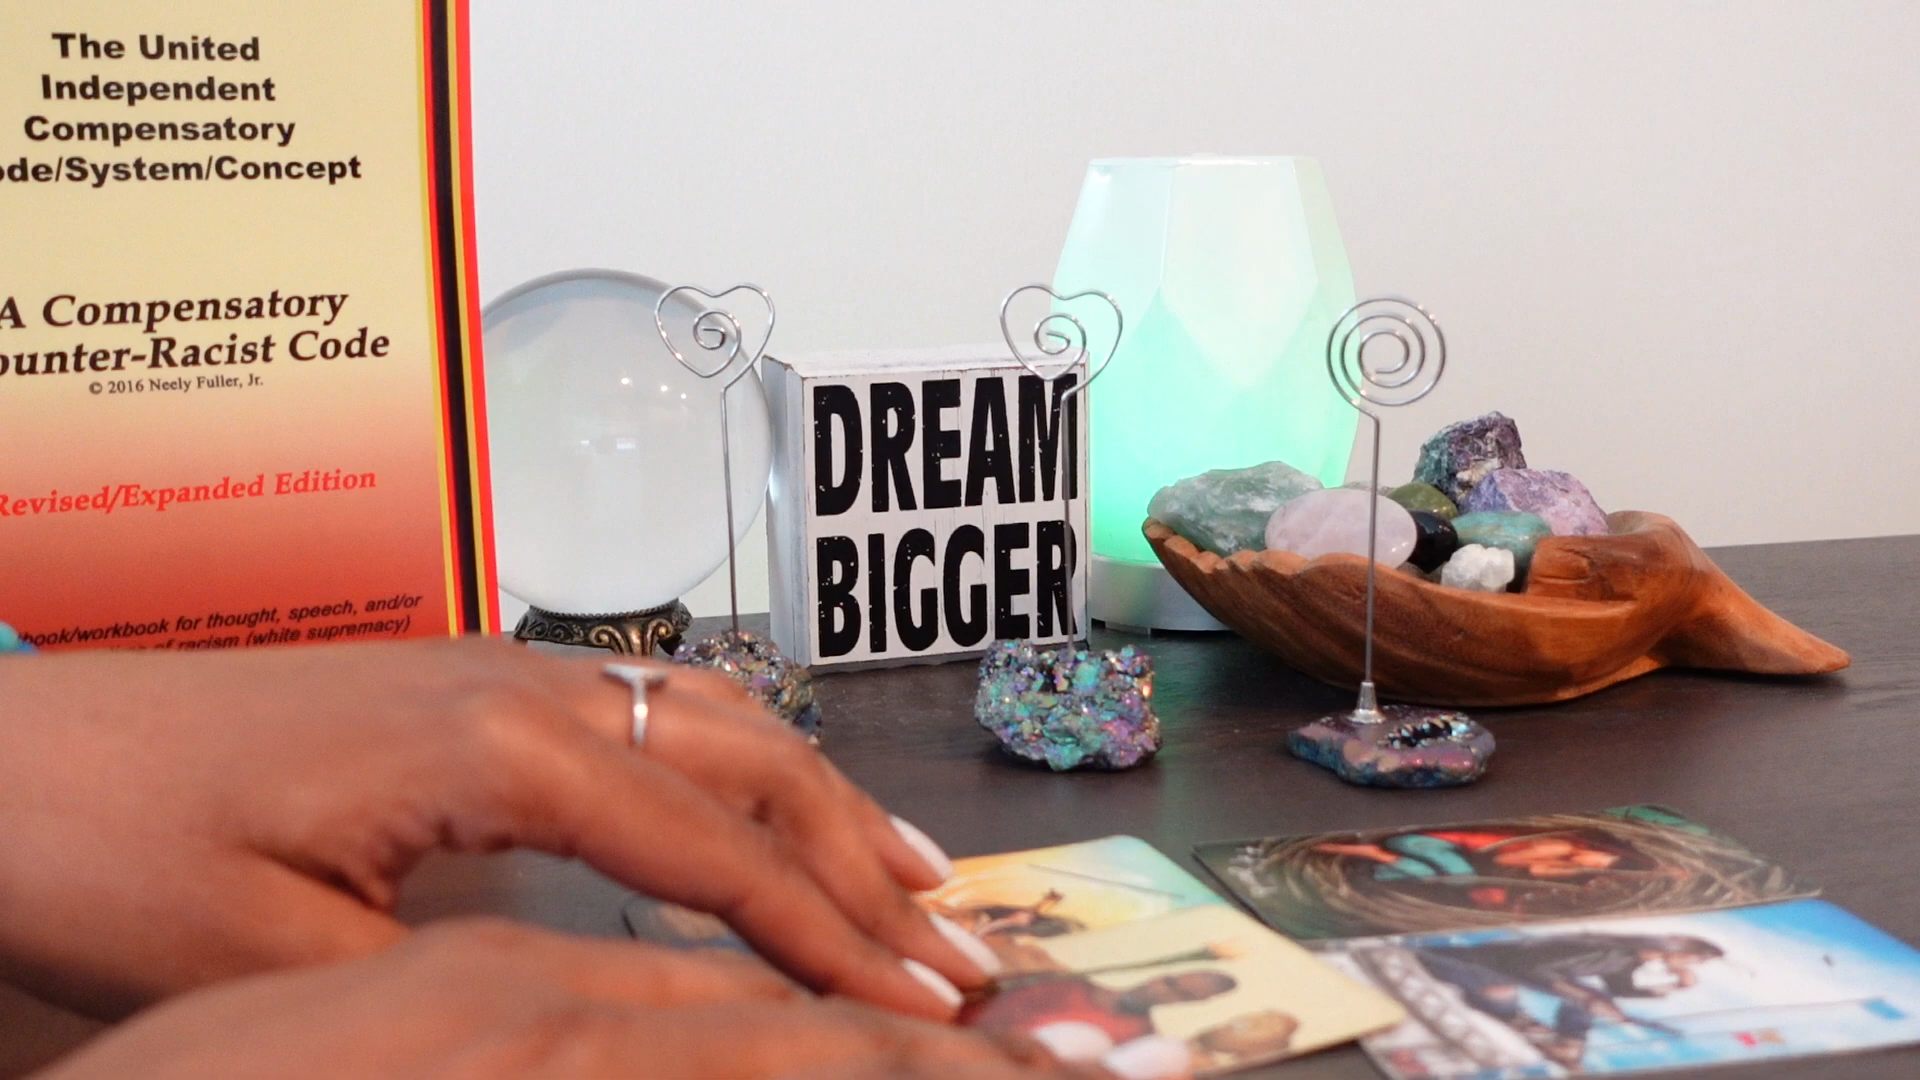 The United
Independent
Compensatory
ode/System/Concept
A Compensatory
ounter-Racist Code
© 2016 Neely Fuller, Jr.
Revised/Expanded Edition
book/workbook for thought, speech, and/or
of racism (white supremacy)
DREAM
BIGGER